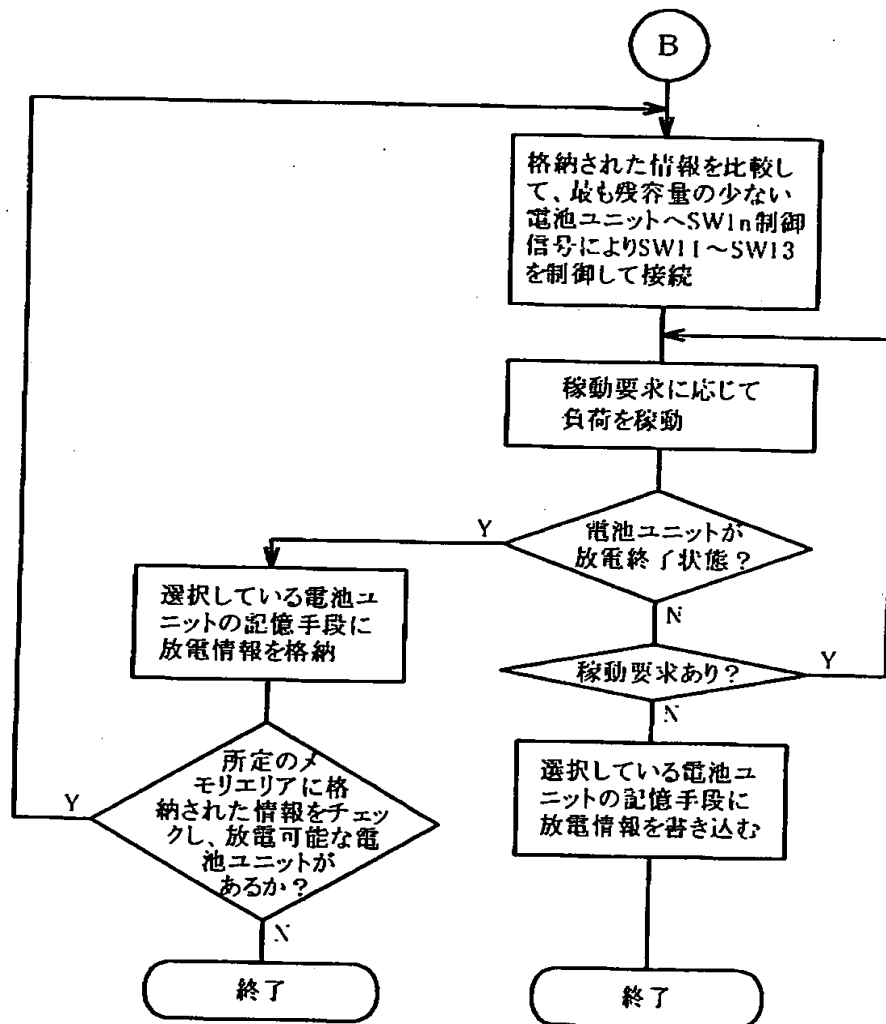 B
格納された情報を比較し
て、最も残容量の少ない
電池ユニットへSW1n制御
信号によりSW11～SW13
を制御して接続
稼動要求に応じて
負荷を稼動
電池ユニットが
放電終了状態？
Y
N
選択している電池ユ
ニットの記憶手段に
放電情報を格納
稼動要求あり？
Y
N
所定のメ
モリエリアに格
納された情報をチェッ
クし、放電可能な電
池ユニットが
あるか？
Y
N
選択している電池ユ
ニットの記憶手段に
放電情報を書き込む
終了
終了